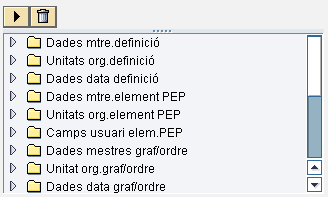 Dades mtre.definició
Unitats org.definició
Dades data definició
Dades mtre.element PEP
Unitats org.element PEP
Camps usuari elem.PEP
Dades mestres graf/ordre
Unitat org.graf/ordre
Dades data graf/ordre